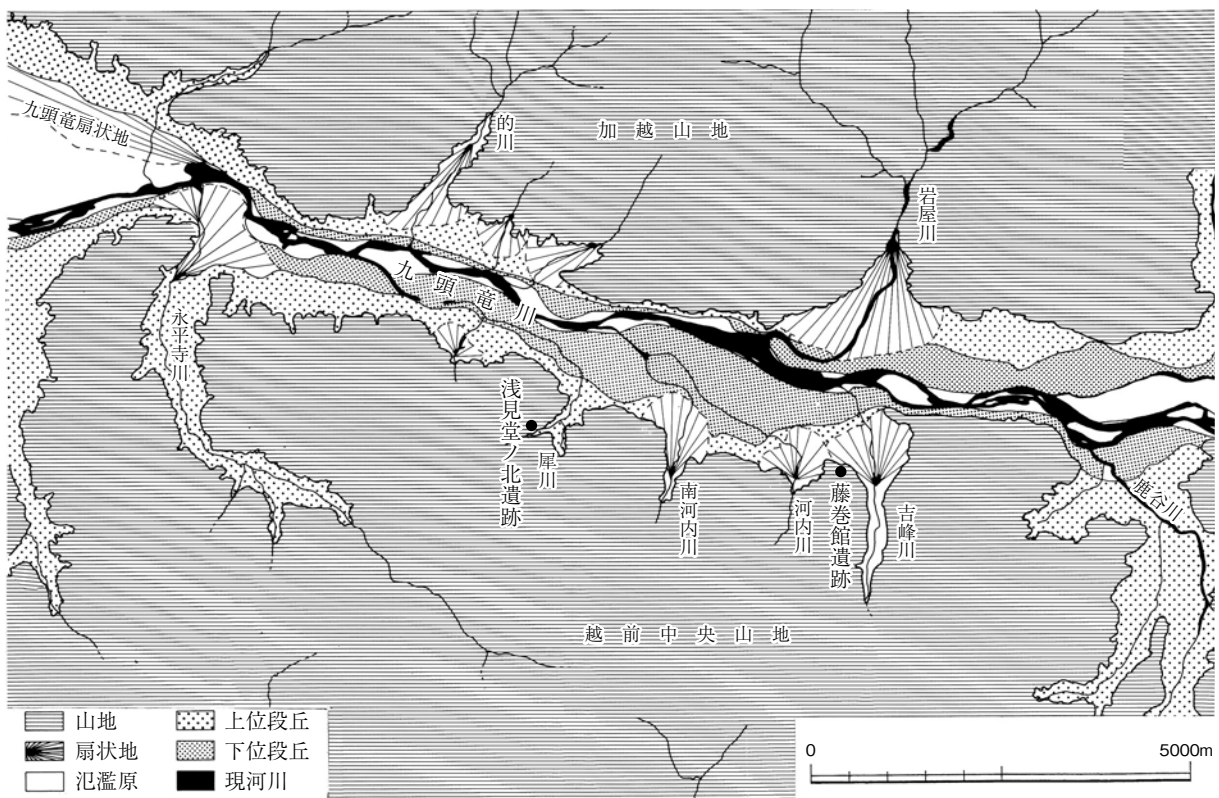 九頭竜扇状地
的川
加越山地
岩屋川
九頭竜川
永平寺川
浅見堂ノ北遺跡
犀川
南河内川
河内川
藤巻館遺跡
吉峰川
鹿谷川
越前中央山地
山地
上位段丘
扇状地
下位段丘
氾濫原
現河川
0
5000m